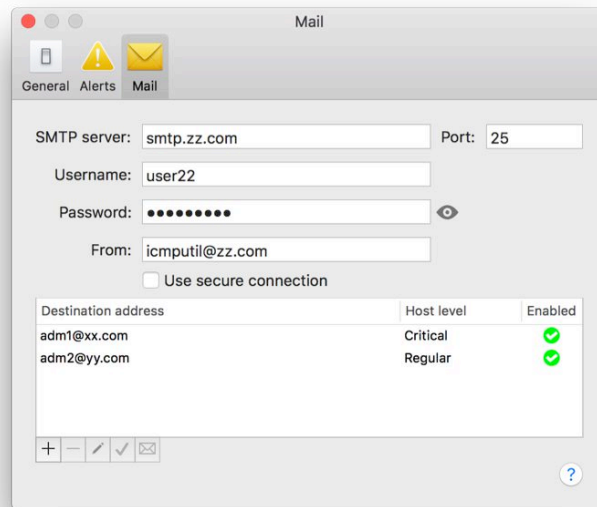 Mail
General Alerts Mail
SMTP server: smtp.zz.com Port: 25
Username: user22
Password: •••••••••
From: icmputil@zz.com
Use secure connection
Destination address Host level Enabled
adm1@xx.com Critical
adm2@yy.com Regular
?